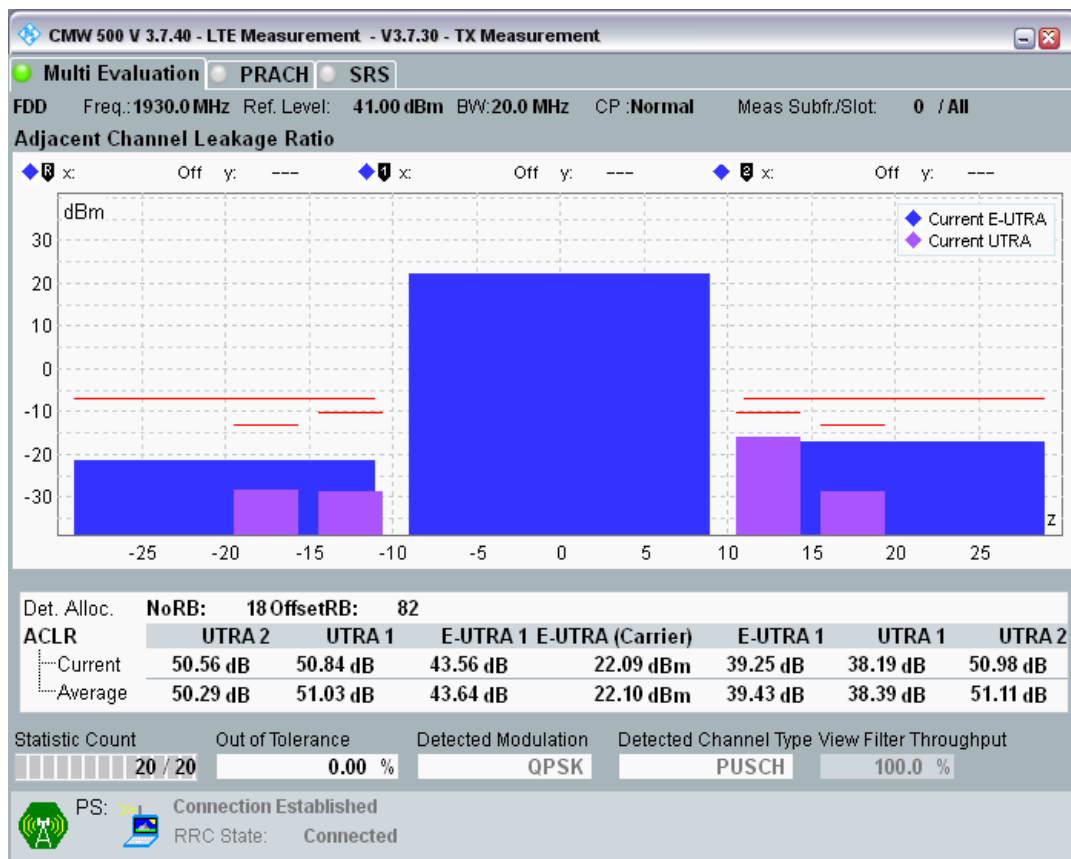 CMW 500 V 3.7.40 - LTE Measurement - V3.7.30 - TX Measurement
Multi Evaluation PRACH SRS
FDD Freq.:1930.0 MHz Ref. Level: 41.00 dBm BW:20.0 MHz CP :Normal Meas Subfr./Slot: 0 / All
Adjacent Channel Leakage Ratio
R x: Off y: --- 1 x: Off y: --- 2 x: Off y: ---
dBm
Current E-UTRA
Current UTRA
30
20
10
0
-10
-20
-30
z
-25 -20 -15 -10 -5 0 5 10 15 20 25
Det. Alloc. NoRB: 18 OffsetRB: 82
ACLR UTRA 2 UTRA 1 E-UTRA 1 E-UTRA (Carrier) E-UTRA 1 UTRA 1 UTRA 2
Current 50.56 dB 50.84 dB 43.56 dB 22.09 dBm 39.25 dB 38.19 dB 50.98 dB
Average 50.29 dB 51.03 dB 43.64 dB 22.10 dBm 39.43 dB 38.39 dB 51.11 dB
Statistic Count Out of Tolerance Detected Modulation Detected Channel Type View Filter Throughput
20 / 20 0.00 % QPSK PUSCH 100.0 %
PS: Connection Established
RRC State: Connected